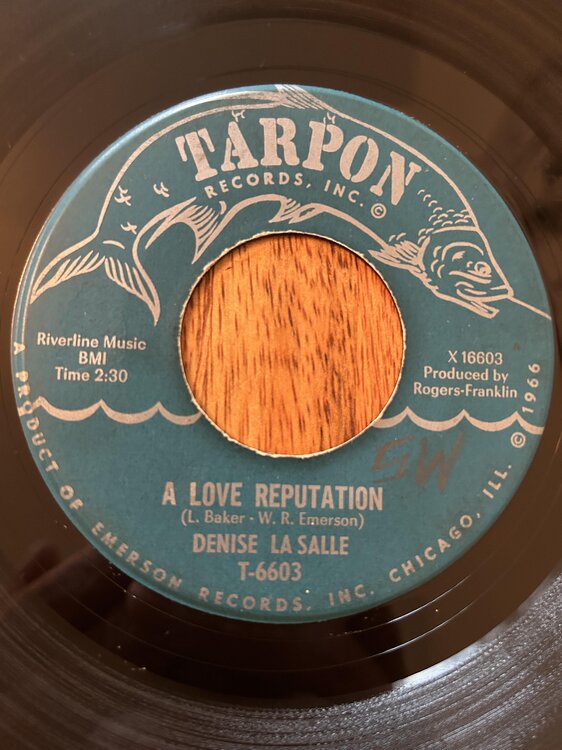 TARPON
RECORDS, INC. ©
Riverline Music
BMI
Time 2:30
X 16603
Produced by
Rogers-Franklin
© 1966
GW
A LOVE REPUTATION
(L. Baker - W. R. Emerson)
DENISE LA SALLE
T-6603
A PRODUCT OF EMERSON RECORDS, INC. CHICAGO, ILL.